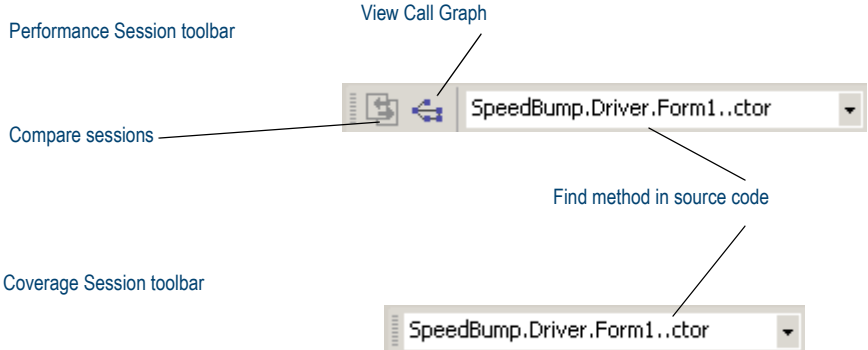 View Call Graph
Performance Session toolbar
SpeedBump.Driver.Form1..ctor
Compare sessions
Find method in source code
Coverage Session toolbar
SpeedBump.Driver.Form1..ctor